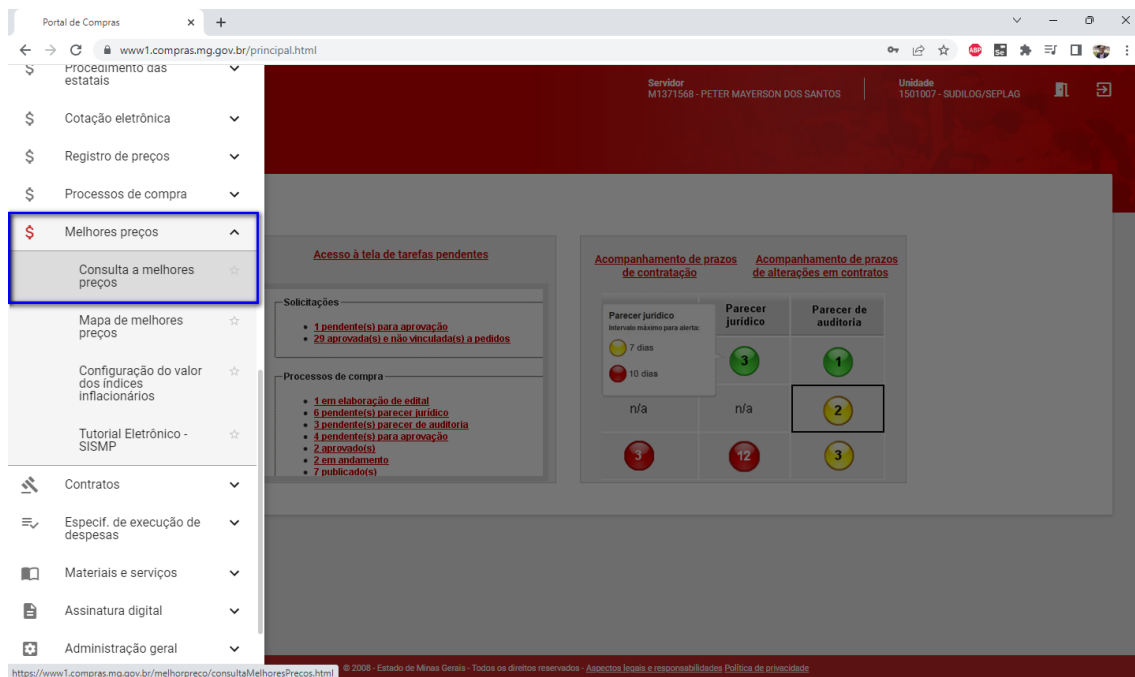 Portal de Compras
www1.compras.mg.gov.br/principal.html
ABP
Se
Procedimento das
estatais
Cotação eletrônica
Registro de preços
Processos de compra
Melhores preços
Consulta a melhores
preços
Mapa de melhores
preços
Configuração do valor
dos índices
inflacionários
Tutorial Eletrônico -
SISMP
Contratos
Especif. de execução de
despesas
Materiais e serviços
Assinatura digital
Administração geral
https://www1.compras.mg.gov.br/melhorpreco/consultaMelhoresPrecos.html
Servidor
M1371568 - PETER MAYERSON DOS SANTOS
Unidade
1501007 - SUDILOG/SEPLAG
Acesso à tela de tarefas pendentes
Solicitações
1 pendente(s) para aprovação
29 aprovada(s) e não vinculada(s) a pedidos
Processos de compra
1 em elaboração de edital
6 pendente(s) parecer jurídico
3 pendente(s) parecer de auditoria
4 pendente(s) para aprovação
2 aprovado(s)
2 em andamento
7 publicado(s)
Acompanhamento de prazos
de contratação
Acompanhamento de prazos
de alterações em contratos
Parecer jurídico
Intervalo máximo para alerta:
7 dias
10 dias
Parecer
jurídico
Parecer de
auditoria
3
1
n/a
n/a
2
3
12
3
© 2008 - Estado de Minas Gerais - Todos os direitos reservados - Aspectos legais e responsabilidades Política de privacidade